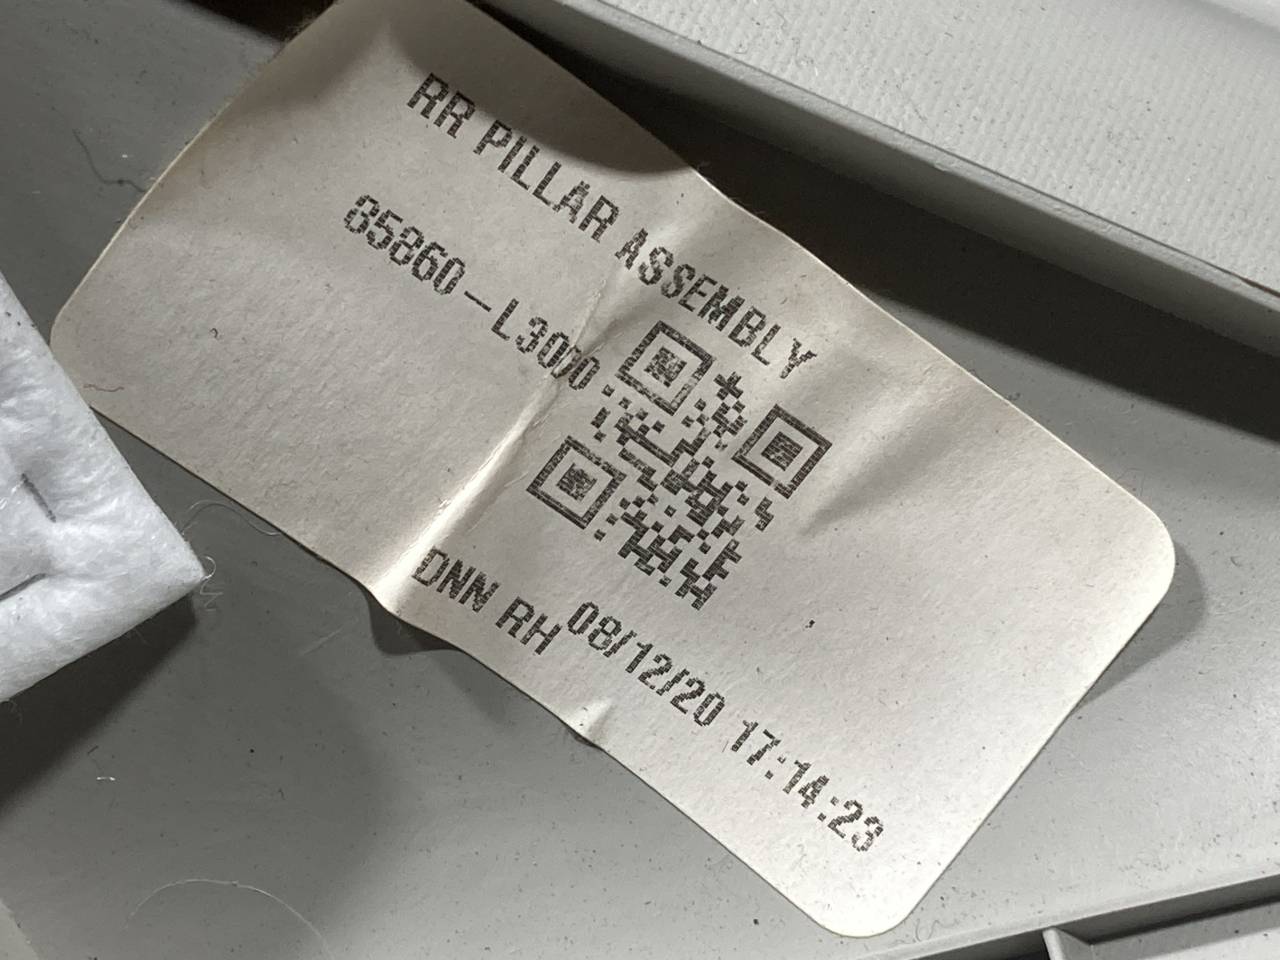 RR PILLAR ASSEMBLY
85860-L3000
DNN RH 08/12/20 17:14:23